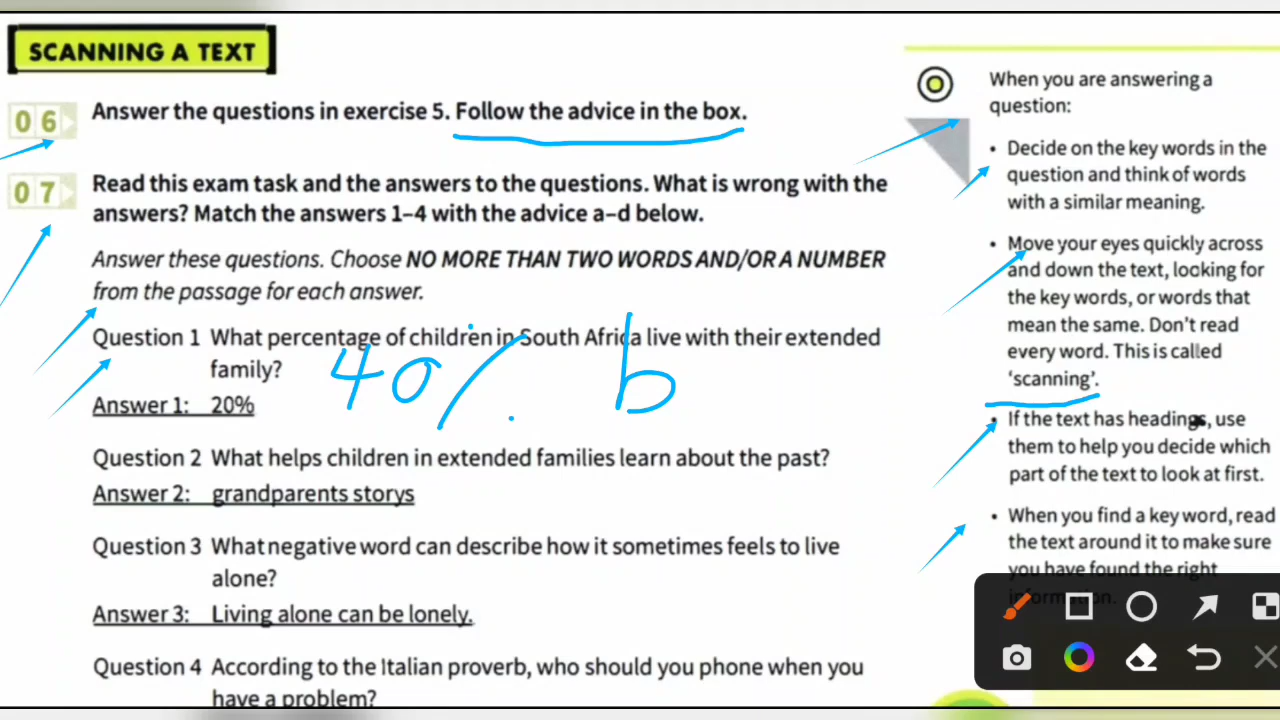 SCANNING A TEXT
06 Answer the questions in exercise 5. Follow the advice in the box.
07 Read this exam task and the answers to the questions. What is wrong with the
answers? Match the answers 1–4 with the advice a–d below.
Answer these questions. Choose NO MORE THAN TWO WORDS AND/OR A NUMBER
from the passage for each answer.
Question 1 What percentage of children in South Africa live with their extended
family?
40% b
Answer 1: 20%
Question 2 What helps children in extended families learn about the past?
Answer 2: grandparents storys
Question 3 What negative word can describe how it sometimes feels to live
alone?
Answer 3: Living alone can be lonely.
Question 4 According to the Italian proverb, who should you phone when you
have a problem?
When you are answering a
question:
• Decide on the key words in the
question and think of words
with a similar meaning.
• Move your eyes quickly across
and down the text, looking for
the key words, or words that
mean the same. Don't read
every word. This is called
'scanning'.
• If the text has headings, use
them to help you decide which
part of the text to look at first.
• When you find a key word, read
the text around it to make sure
you have found the right
information.